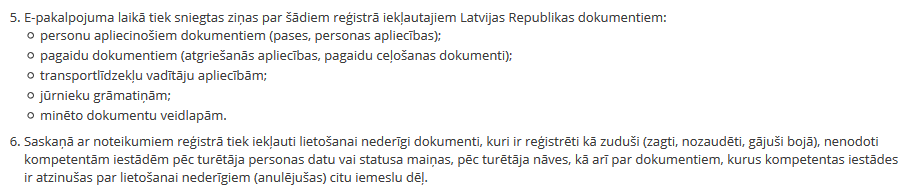 5. E-pakalpojuma laikā tiek sniegtas ziņas par šādiem reģistrā iekļautajiem Latvijas Republikas dokumentiem:
personu apliecinošiem dokumentiem (pases, personas apliecības);
pagaidu dokumentiem (atgriešanās apliecības, pagaidu ceļošanas dokumenti);
transportlīdzekļu vadītāju apliecībām;
jūrnieku grāmatiņām;
minēto dokumentu veidlapām.
6. Saskaņā ar noteikumiem reģistrā tiek iekļauti lietošanai nederīgi dokumenti, kuri ir reģistrēti kā zuduši (zagti, nozaudēti, gājuši bojā), nenodoti
kompetentām iestādēm pēc turētāja personas datu vai statusa maiņas, pēc turētāja nāves, kā arī par dokumentiem, kurus kompetentas iestādes
ir atzinušas par lietošanai nederīgiem (anulējušas) citu iemeslu dēļ.